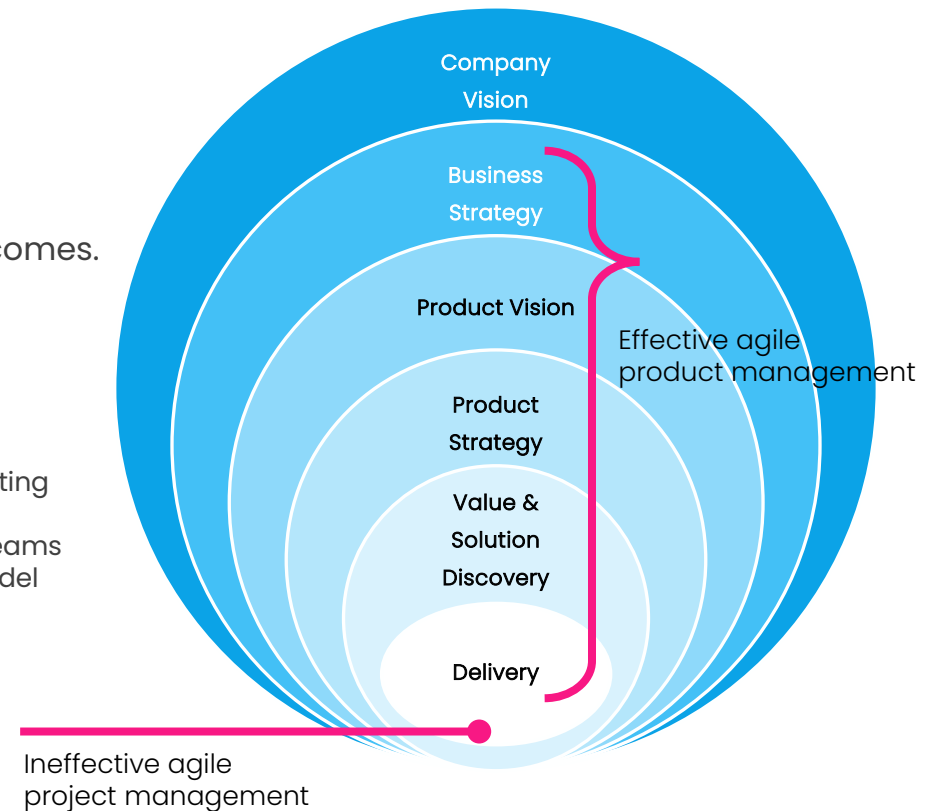 Company
Vision
Business
Strategy
comes.
Product Vision
Effective agile
product management
Product
Strategy
ting
Value &
Solution
eams
del
Discovery
Delivery
Ineffective agile
project management